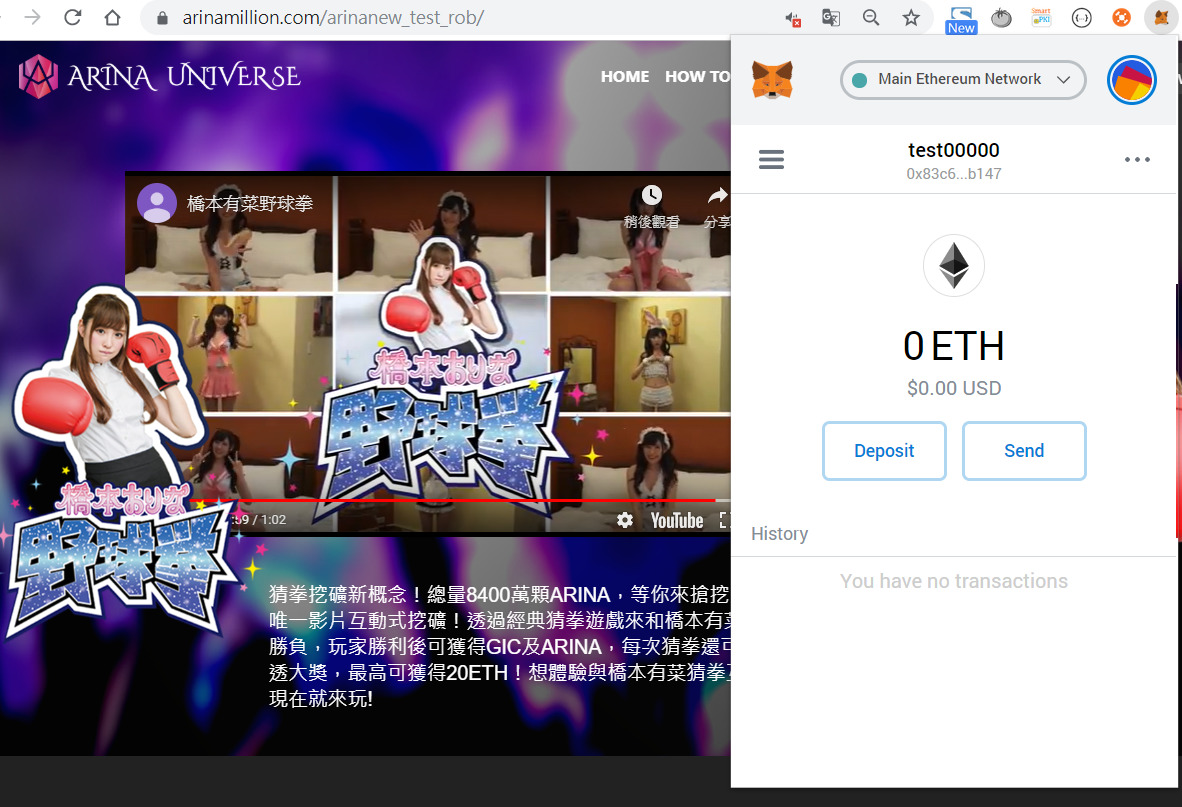 arinamillion.com/arinanew_test_rob/
New
Smart
PKI
ARINA UNIVERSE
HOME HOW TO
Main Ethereum Network
test00000
0x83c6...b147
橋本有菜野球拳
稍後觀看
分享
0 ETH
$0.00 USD
Deposit
Send
橋本ありな
野球拳
橋本ありな
野球拳
:59 / 1:02
YouTube
History
You have no transactions
猜拳挖礦新概念！總量8400萬顆ARINA，等你來搶挖
唯一影片互動式挖礦！透過經典猜拳遊戲來和橋本有菜
勝負，玩家勝利後可獲得GIC及ARINA，每次猜拳還可
透大獎，最高可獲得20ETH！想體驗與橋本有菜猜拳互
現在就來玩!